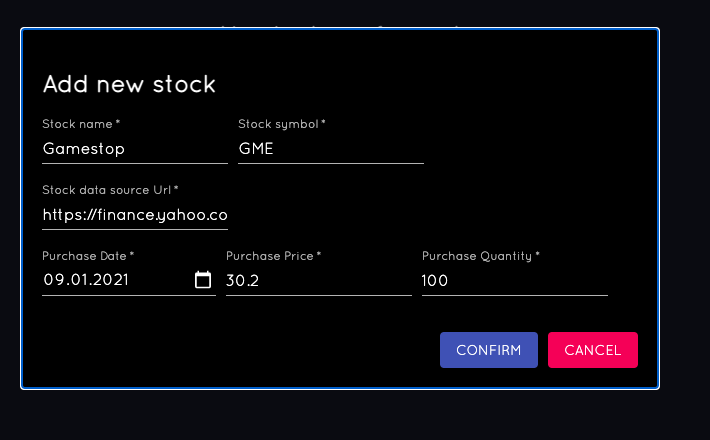 Add new stock
Stock name * Stock symbol *
Gamestop GME
Stock data source Url *
https://finance.yahoo.co
Purchase Date * Purchase Price * Purchase Quantity *
09.01.2021 30.2 100
CONFIRM CANCEL